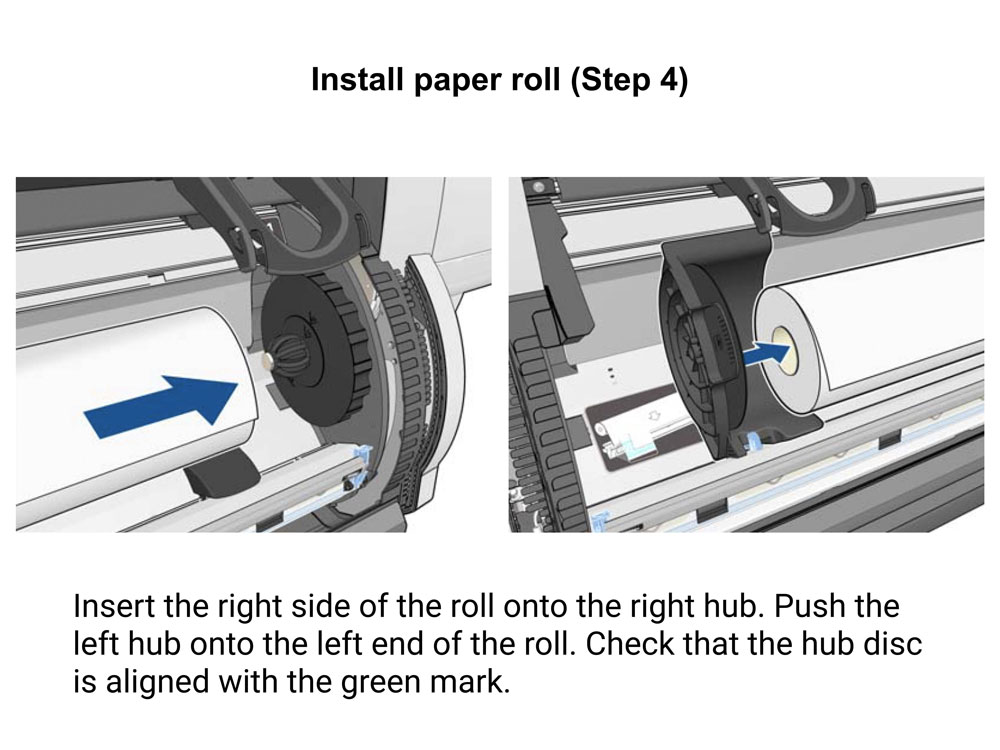 Install paper roll (Step 4)
Insert the right side of the roll onto the right hub. Push the
left hub onto the left end of the roll. Check that the hub disc
is aligned with the green mark.